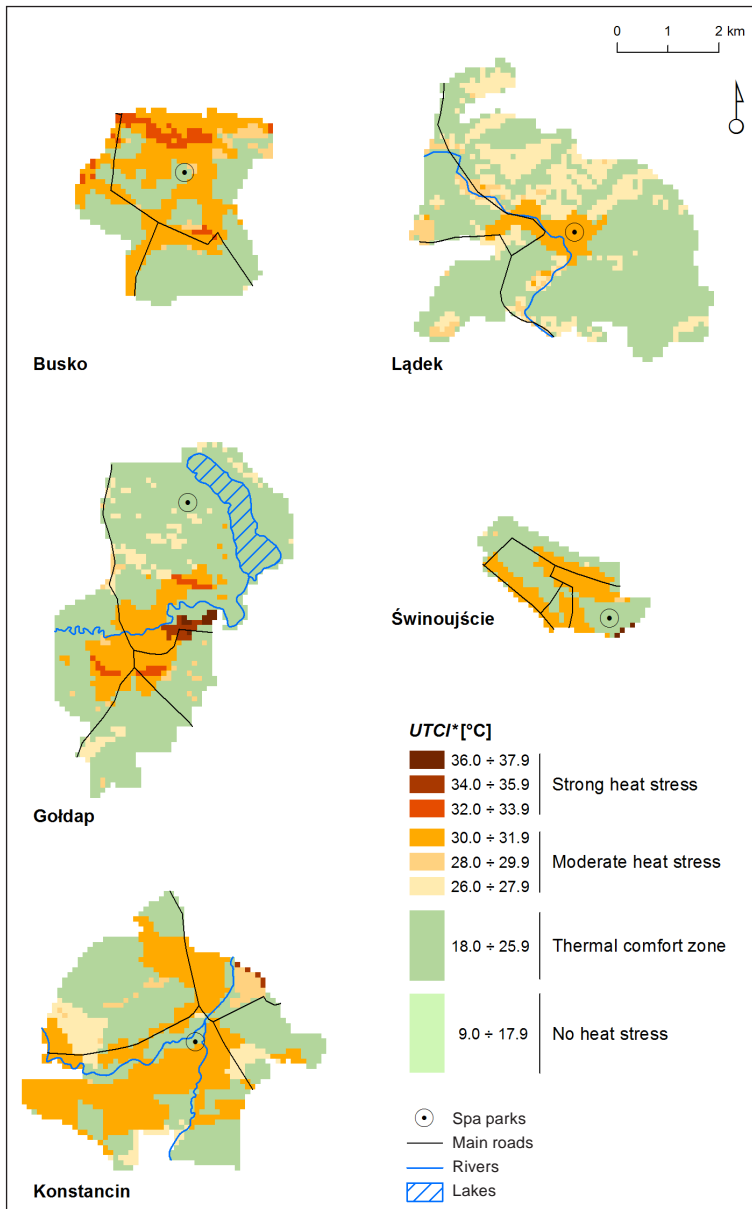 0 1 2 km
Busko
Lądek
Gołdap
Świnoujście
UTCI* [°C]
36.0 ÷ 37.9
34.0 ÷ 35.9
32.0 ÷ 33.9
Strong heat stress
30.0 ÷ 31.9
28.0 ÷ 29.9
26.0 ÷ 27.9
Moderate heat stress
18.0 ÷ 25.9
Thermal comfort zone
9.0 ÷ 17.9
No heat stress
Spa parks
Main roads
Rivers
Lakes
Konstancin